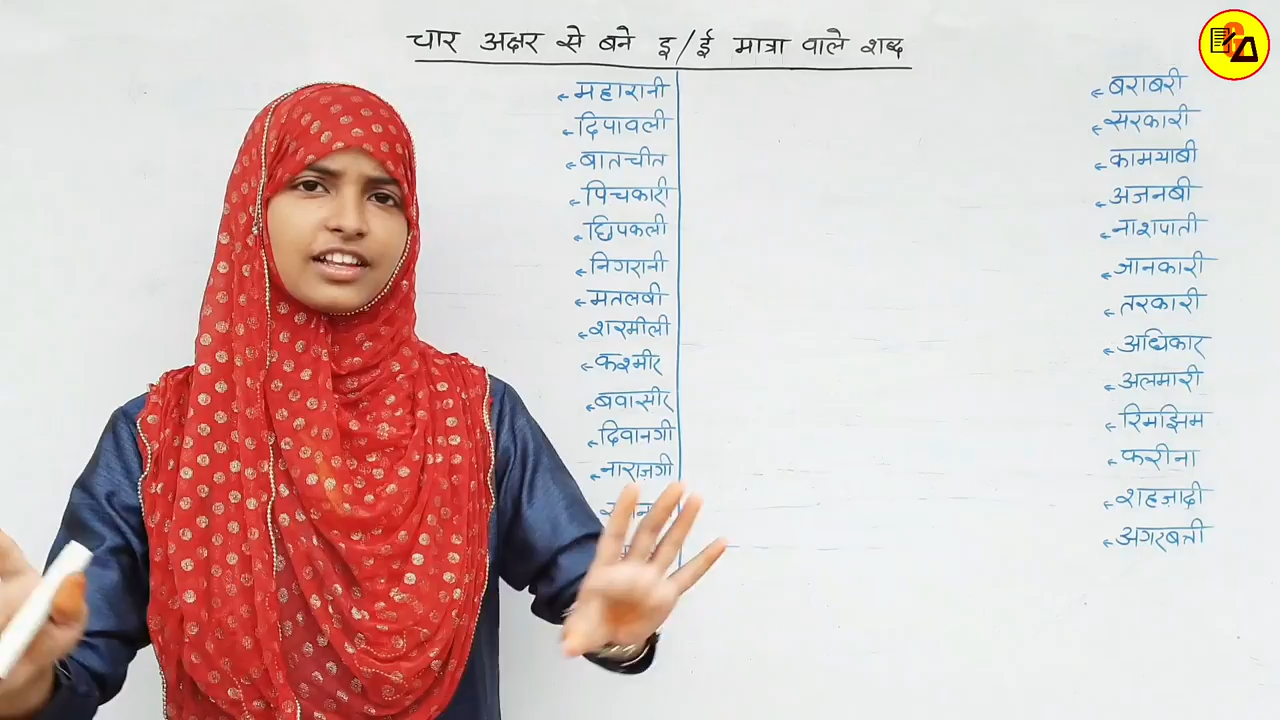 चार अक्षर से बने इ/ई मात्रा वाले शब्द
महारानी
दिपावली
बातचीत
पिचकारी
छिपकली
निगरानी
मतलबी
शरमीली
कश्मीर
बवासीर
दिवानगी
नाराज़गी
बराबरी
सरकारी
कामयाबी
अजनबी
नाशपाती
जानकारी
तरकारी
अधिकार
अलमारी
रिमझिम
करीना
शहज़ादी
अगरबत्ती